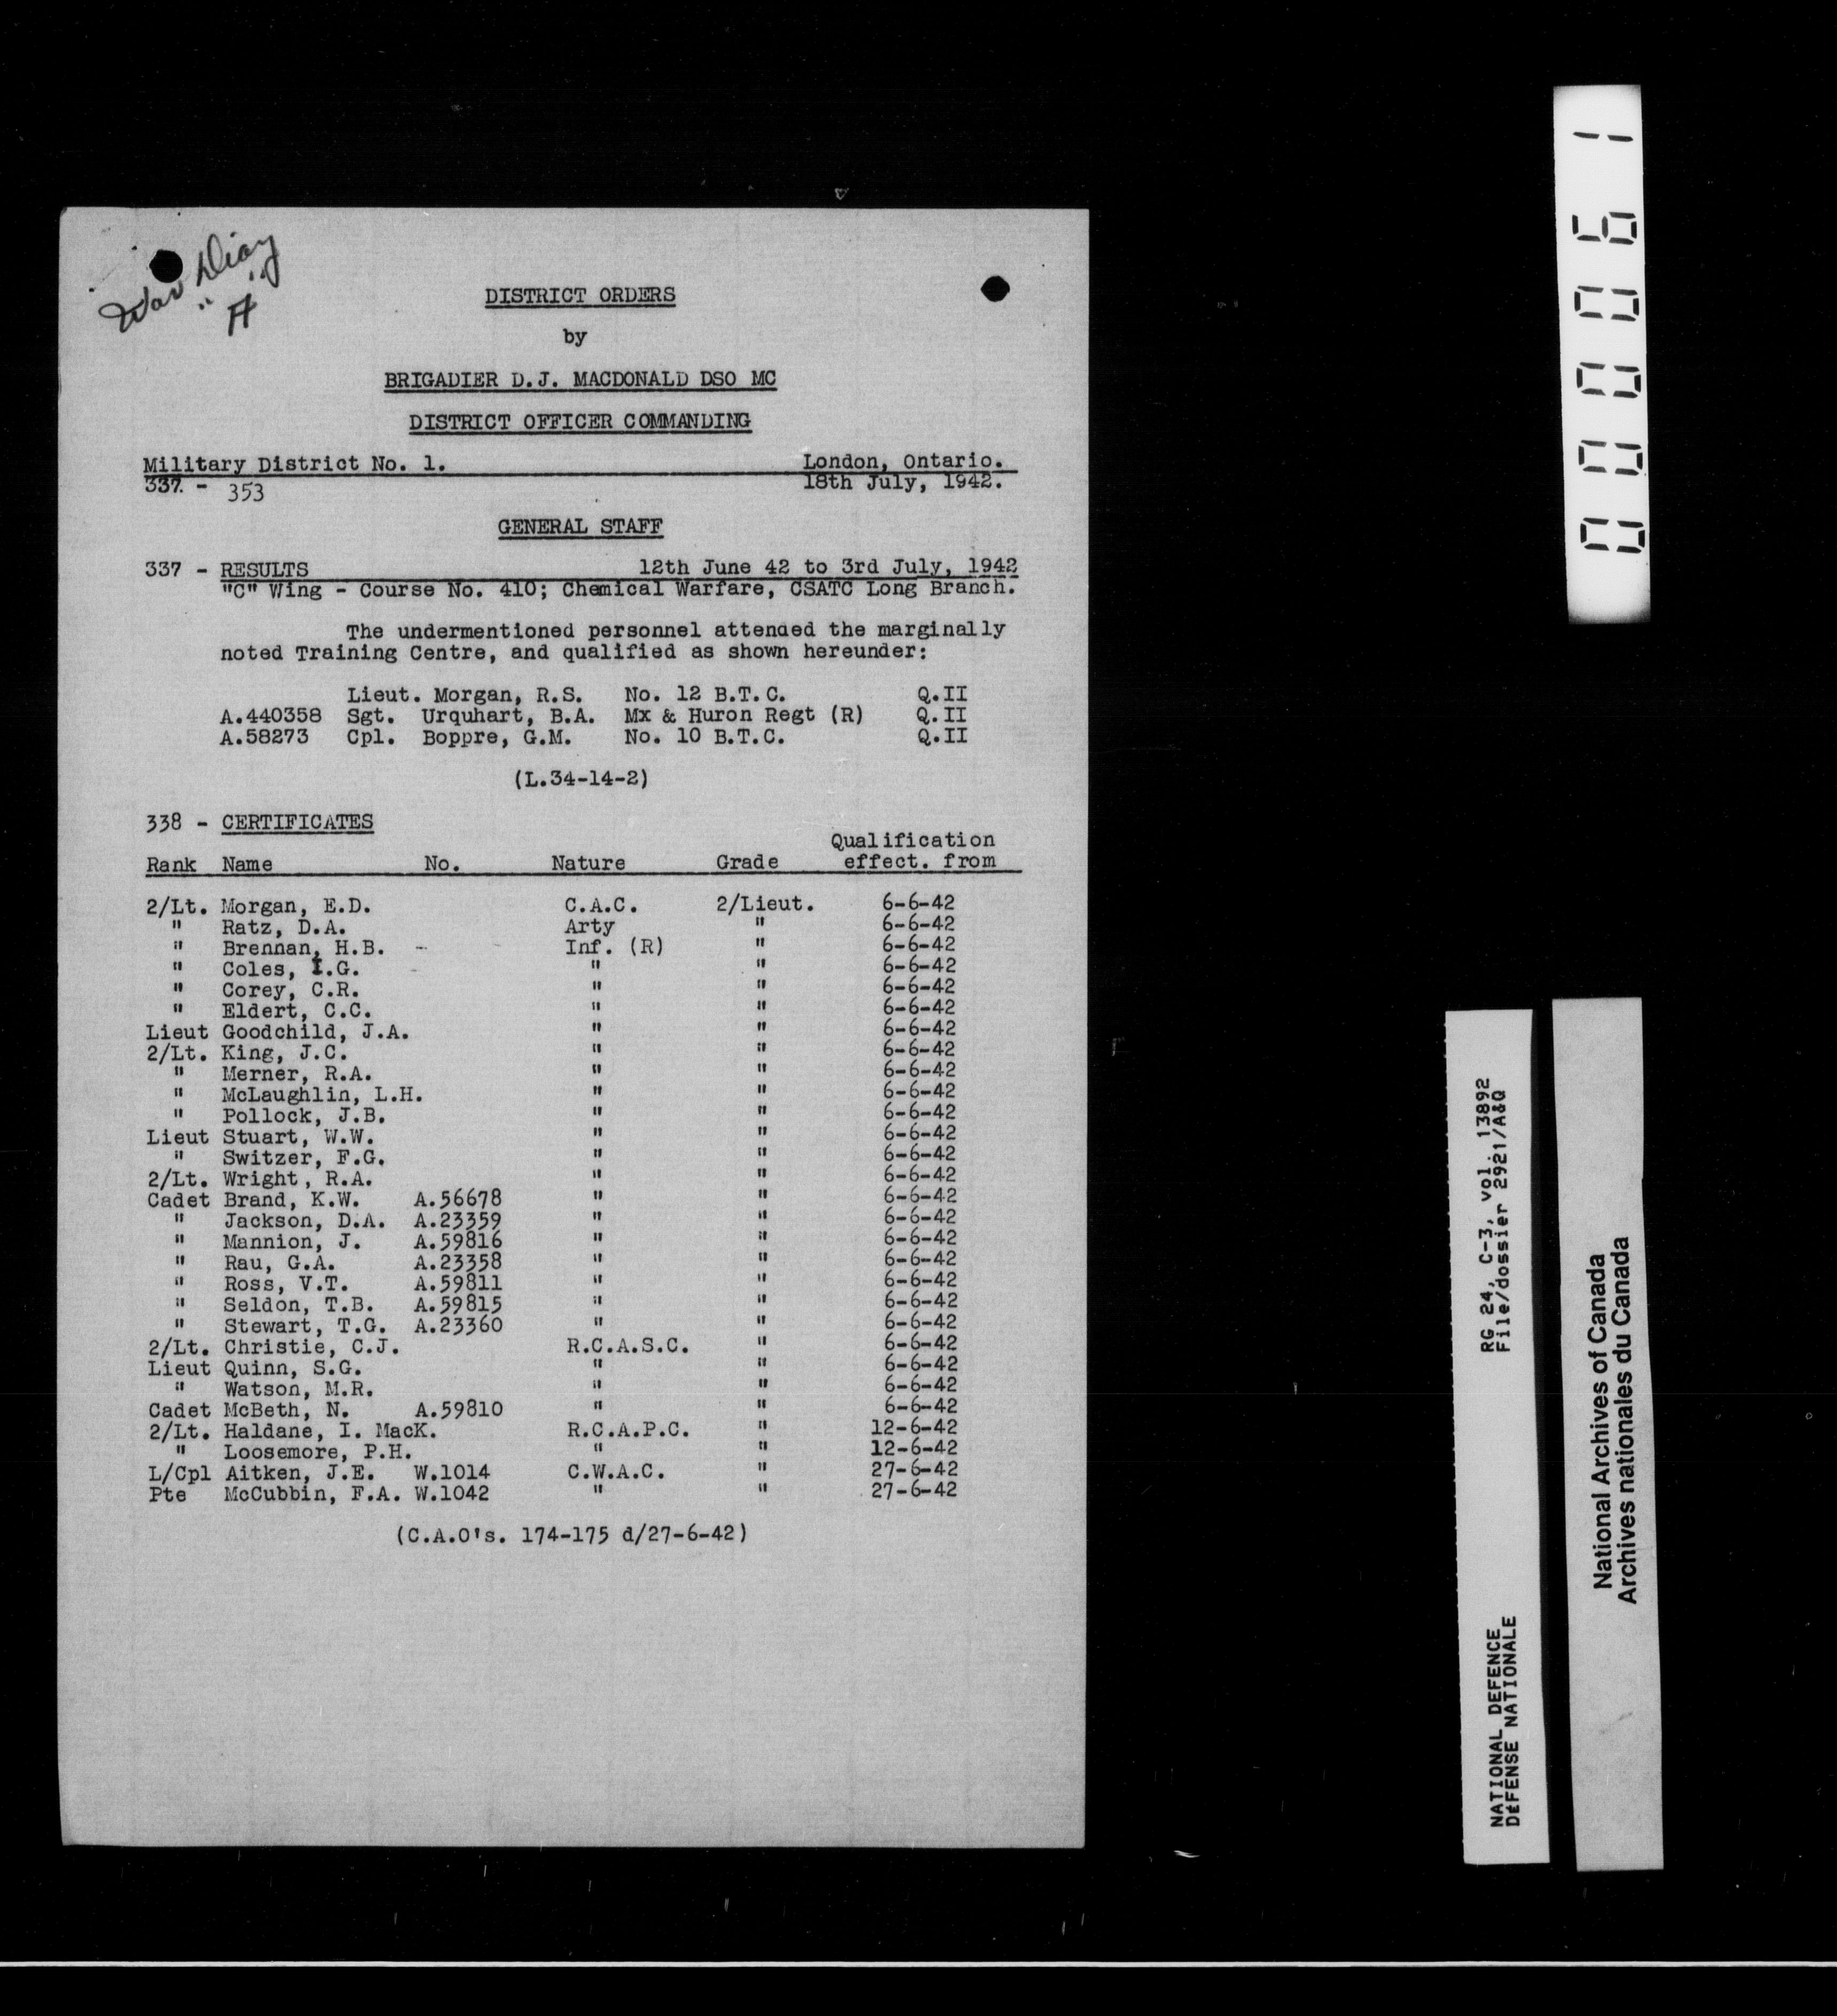 War Diary
" A "
DISTRICT ORDERS
by
BRIGADIER D.J. MACDONALD DSO MC
DISTRICT OFFICER COMMANDING
Military District No. 1. London, Ontario.
337 - 353 18th July, 1942.
GENERAL STAFF
337 - RESULTS 12th June 42 to 3rd July, 1942
"C" Wing - Course No. 410; Chemical Warfare, CSATC Long Branch.
The undermentioned personnel attended the marginally
noted Training Centre, and qualified as shown hereunder:
Lieut. Morgan, R.S. No. 12 B.T.C. Q.II
A.440358 Sgt. Urquhart, B.A. Mx & Huron Regt (R) Q.II
A.58273 Cpl. Boppre, G.M. No. 10 B.T.C. Q.II
(L.34-14-2)
338 - CERTIFICATES
Qualification
Rank Name No. Nature Grade effect. from
2/Lt. Morgan, E.D. C.A.C. 2/Lieut. 6-6-42
" Ratz, D.A. Arty " 6-6-42
" Brennan, H.B. - Inf. (R) " 6-6-42
" Coles, I.G. " " 6-6-42
" Corey, C.R. " " 6-6-42
" Eldert, C.C. " " 6-6-42
Lieut Goodchild, J.A. " " 6-6-42
2/Lt. King, J.C. " " 6-6-42
" Merner, R.A. " " 6-6-42
" McLaughlin, L.H. " " 6-6-42
" Pollock, J.B. " " 6-6-42
Lieut Stuart, W.W. " " 6-6-42
" Switzer, F.G. " " 6-6-42
2/Lt. Wright, R.A. " " 6-6-42
Cadet Brand, K.W. A.56678 " " 6-6-42
" Jackson, D.A. A.23359 " " 6-6-42
" Mannion, J. A.59816 " " 6-6-42
" Rau, G.A. A.23358 " " 6-6-42
" Ross, V.T. A.59811 " " 6-6-42
" Seldon, T.B. A.59815 " " 6-6-42
" Stewart, T.G. A.23360 " " 6-6-42
2/Lt. Christie, C.J. R.C.A.S.C. " 6-6-42
Lieut Quinn, S.G. " " 6-6-42
" Watson, M.R. " " 6-6-42
Cadet McBeth, N. A.59810 " " 6-6-42
2/Lt. Haldane, I. MacK. R.C.A.P.C. " 12-6-42
" Loosemore, P.H. " " 12-6-42
L/Cpl Aitken, J.E. W.1014 C.W.A.C. " 27-6-42
Pte McCubbin, F.A. W.1042 " " 27-6-42
(C.A.O's. 174-175 d/27-6-42)
000061
NATIONAL DEFENCE RG 24, C-3, vol. 13892
DéFENSE NATIONALE File/dossier 2921/A&Q
National Archives of Canada
Archives nationales du Canada